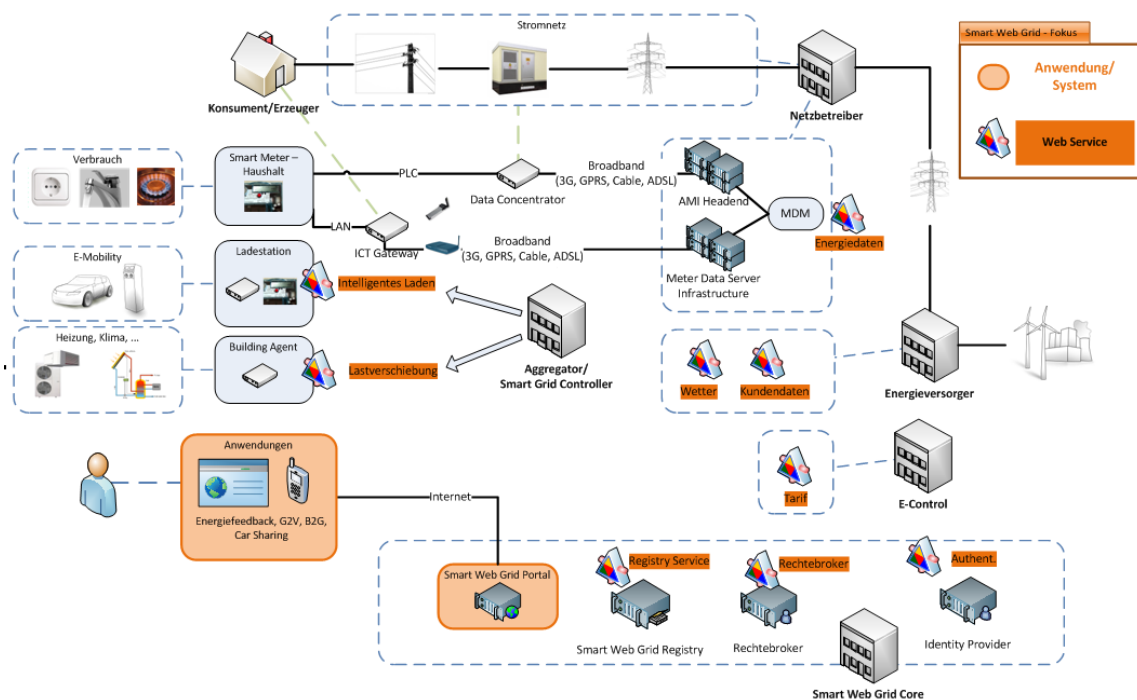 Stromnetz
Smart Web Grid - Fokus
Anwendung/
System
Web Service
Konsument/Erzeuger
Netzbetreiber
Verbrauch
Smart Meter –
Haushalt
PLC
Data Concentrator
Broadband
(3G, GPRS, Cable, ADSL)
AMI Headend
MDM
Energiedaten
LAN
ICT Gateway
Broadband
(3G, GPRS, Cable, ADSL)
Meter Data Server
Infrastructure
E-Mobility
Ladestation
Intelligentes Laden
Heizung, Klima, ...
Building Agent
Lastverschiebung
Aggregator/
Smart Grid Controller
Wetter
Kundendaten
Energieversorger
Anwendungen
Energiefeedback, G2V, B2G,
Car Sharing
Internet
Tarif
E-Control
Smart Web Grid Portal
Registry Service
Rechtebroker
Authent.
Smart Web Grid Registry
Rechtebroker
Identity Provider
Smart Web Grid Core